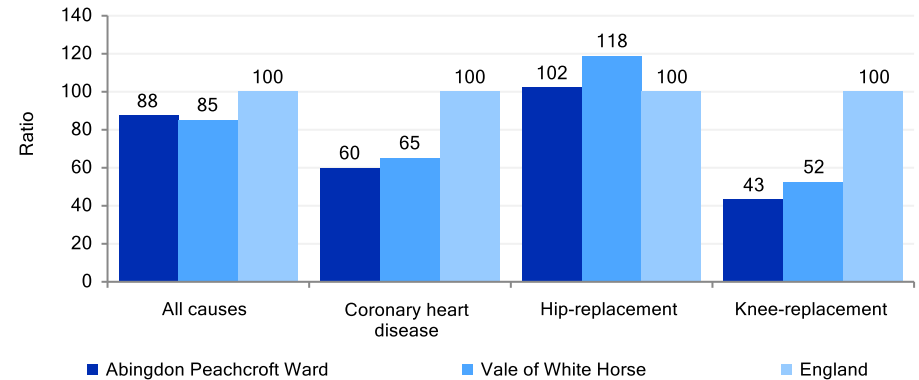 140
120
100
80
60
40
20
0
Ratio
88 85 100
60 65 100
102 118 100
43 52 100
All causes
Coronary heart
disease
Hip-replacement
Knee-replacement
Abingdon Peachcroft Ward Vale of White Horse England